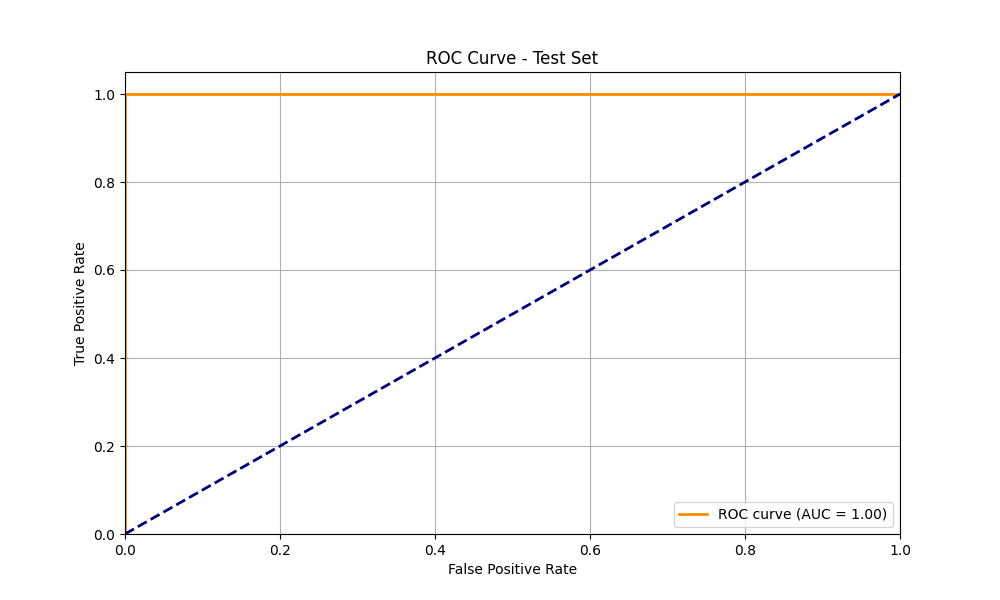 ROC Curve - Test Set
1.0
0.8
0.6
0.4
0.2
0.0
True Positive Rate
ROC curve (AUC = 1.00)
0.0 0.2 0.4 0.6 0.8 1.0
False Positive Rate